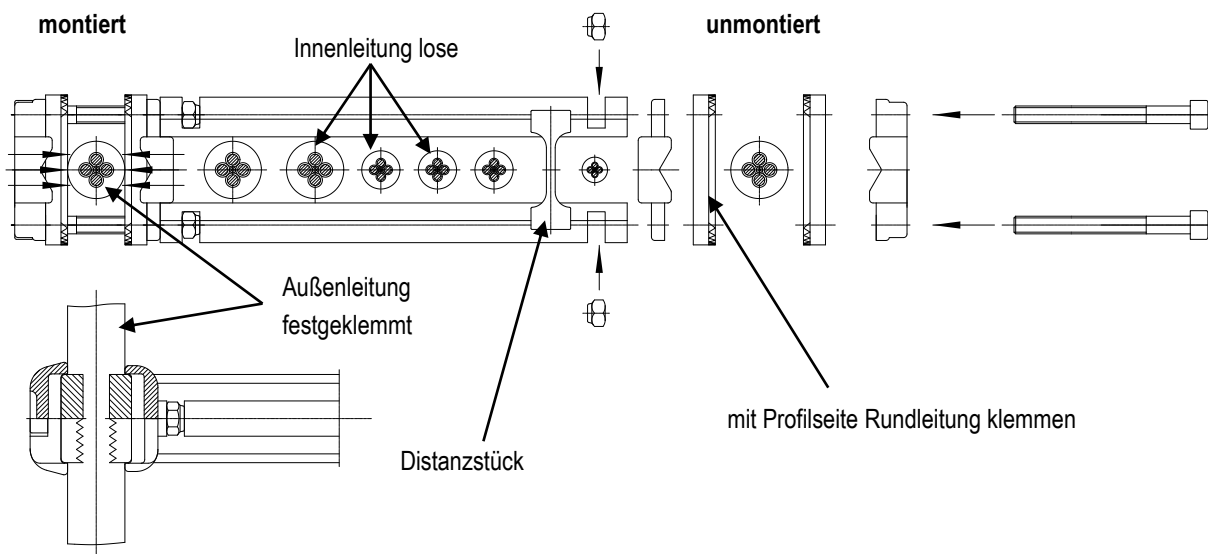 montiert
unmontiert
Innenleitung lose
Außenleitung
festgeklemmt
mit Profilseite Rundleitung klemmen
Distanzstück